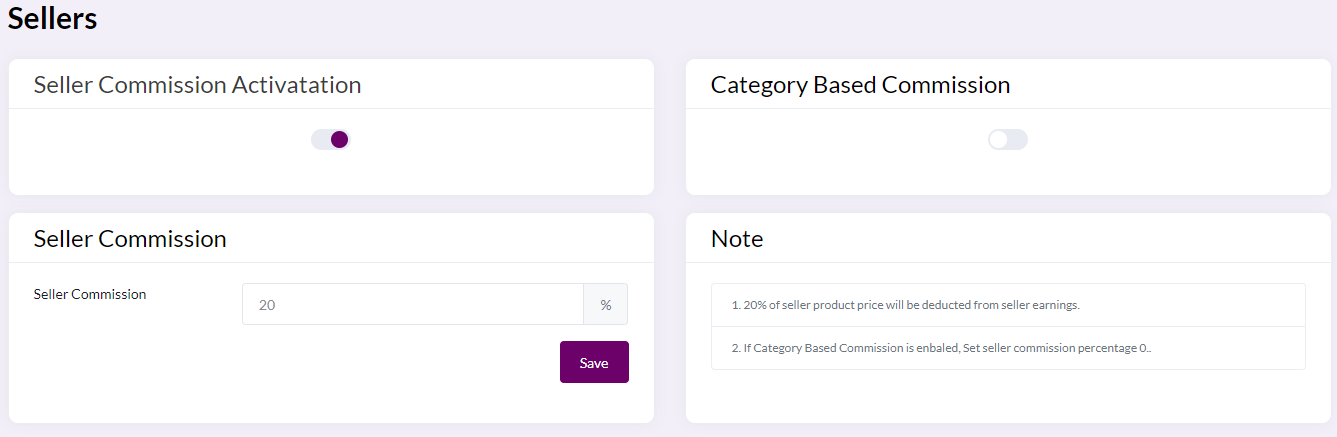 Sellers
Seller Commission Activatation
Category Based Commission
Seller Commission
Seller Commission
20
%
Save
Note
1. 20% of seller product price will be deducted from seller earnings.
2. If Category Based Commission is enbaled, Set seller commission percentage 0..